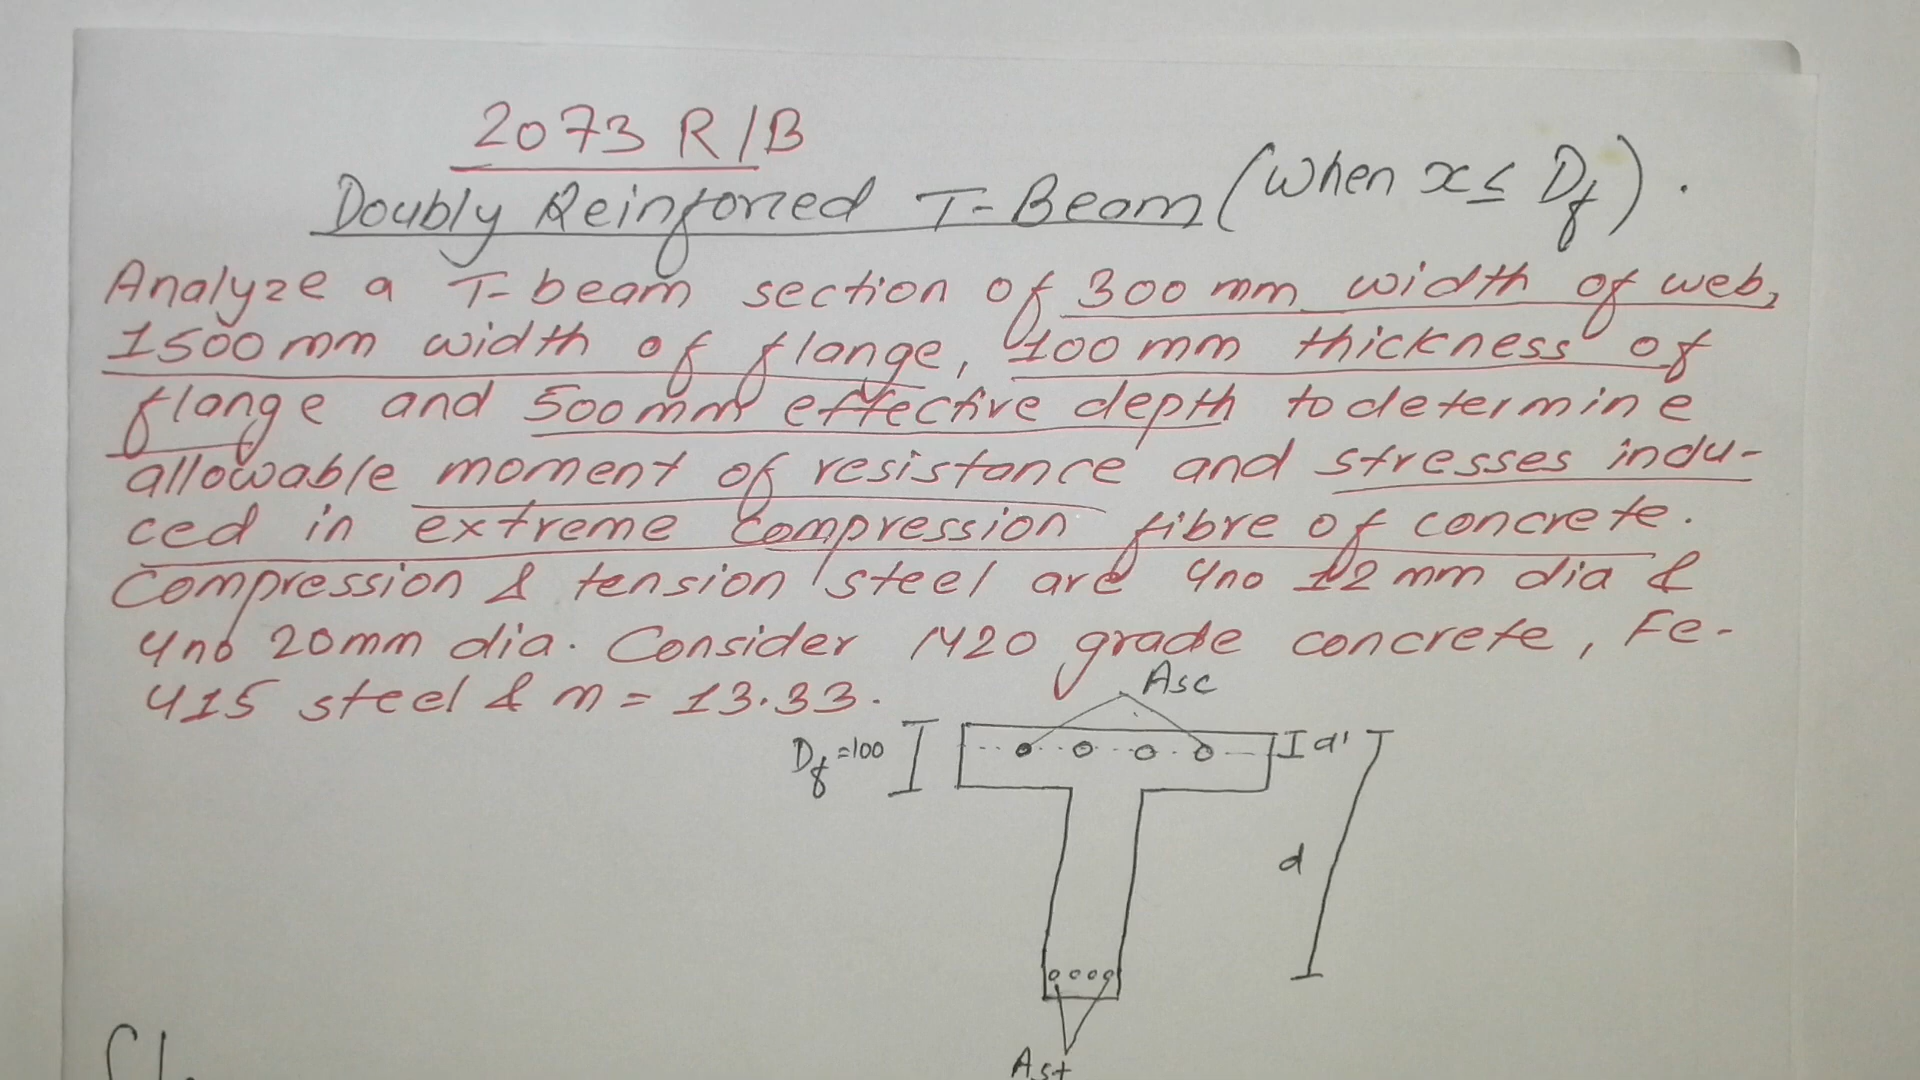 2073 R/B
Doubly Reinforced T-Beam (When x ≤ Df).
Analyze a T-beam section of 300 mm width of web,
1500 mm width of flange, 100 mm thickness of
flange and 500 mm effective depth to determine
allowable moment of resistance and stresses indu-
ced in extreme compression fibre of concrete.
Compression & tension steel are 4no 12 mm dia &
4no 20mm dia. Consider M20 grade concrete, Fe-
415 steel & m = 13.33.
Asc
Df =100
d'
d
Ast